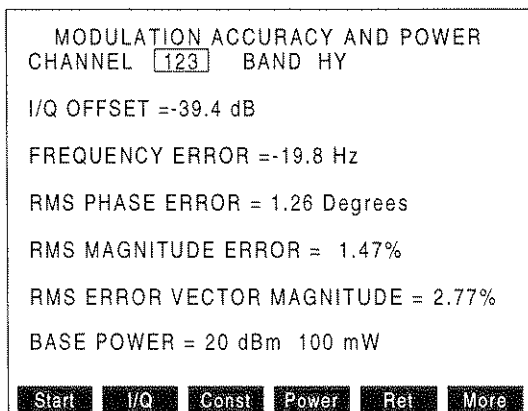 MODULATION ACCURACY AND POWER
CHANNEL 123 BAND HY
I/Q OFFSET =-39.4 dB
FREQUENCY ERROR =-19.8 Hz
RMS PHASE ERROR = 1.26 Degrees
RMS MAGNITUDE ERROR = 1.47%
RMS ERROR VECTOR MAGNITUDE = 2.77%
BASE POWER = 20 dBm 100 mW
Start I/Q Const Power Ret More